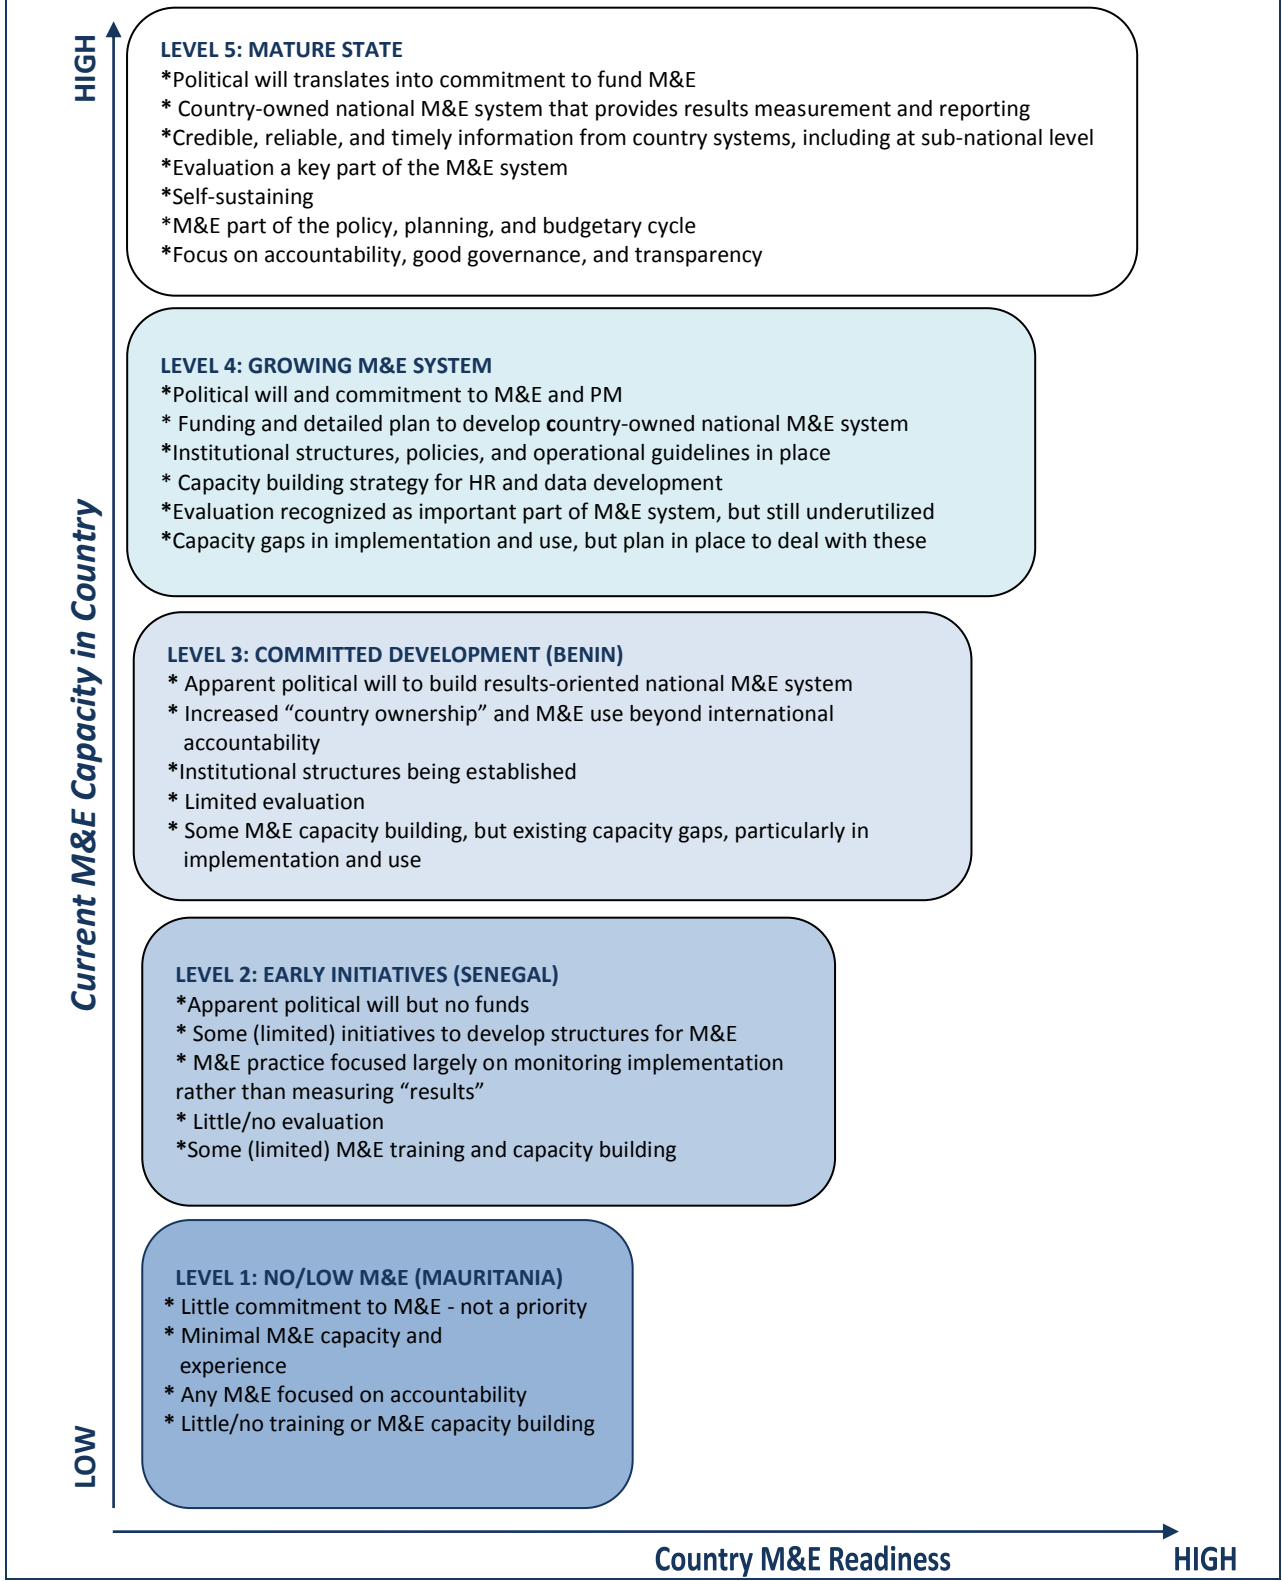 HIGH
LEVEL 5: MATURE STATE
*Political will translates into commitment to fund M&E
* Country-owned national M&E system that provides results measurement and reporting
*Credible, reliable, and timely information from country systems, including at sub-national level
*Evaluation a key part of the M&E system
*Self-sustaining
*M&E part of the policy, planning, and budgetary cycle
*Focus on accountability, good governance, and transparency
LEVEL 4: GROWING M&E SYSTEM
*Political will and commitment to M&E and PM
* Funding and detailed plan to develop country-owned national M&E system
*Institutional structures, policies, and operational guidelines in place
* Capacity building strategy for HR and data development
*Evaluation recognized as important part of M&E system, but still underutilized
*Capacity gaps in implementation and use, but plan in place to deal with these
Current M&E Capacity in Country
LEVEL 3: COMMITTED DEVELOPMENT (BENIN)
* Apparent political will to build results-oriented national M&E system
* Increased “country ownership” and M&E use beyond international
accountability
*Institutional structures being established
* Limited evaluation
* Some M&E capacity building, but existing capacity gaps, particularly in
implementation and use
LEVEL 2: EARLY INITIATIVES (SENEGAL)
*Apparent political will but no funds
* Some (limited) initiatives to develop structures for M&E
* M&E practice focused largely on monitoring implementation
rather than measuring “results”
* Little/no evaluation
*Some (limited) M&E training and capacity building
LEVEL 1: NO/LOW M&E (MAURITANIA)
* Little commitment to M&E - not a priority
* Minimal M&E capacity and
experience
* Any M&E focused on accountability
* Little/no training or M&E capacity building
LOW
Country M&E Readiness
HIGH